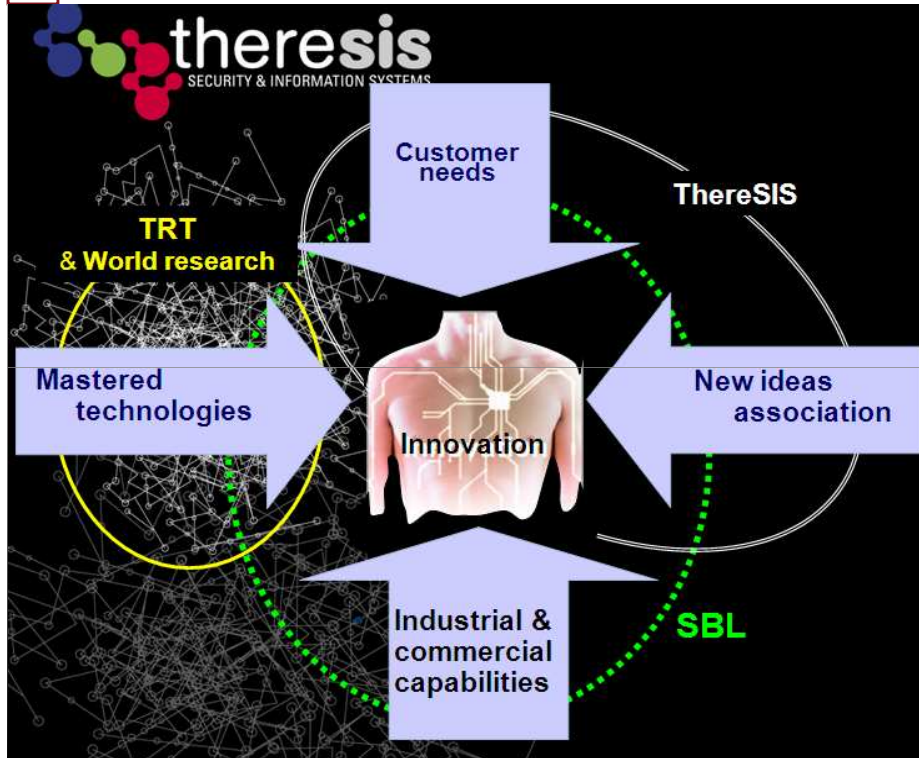 theresis
SECURITY & INFORMATION SYSTEMS
Customer
needs
ThereSIS
TRT
& World research
Mastered
technologies
New ideas
association
Innovation
Industrial &
commercial
capabilities
SBL